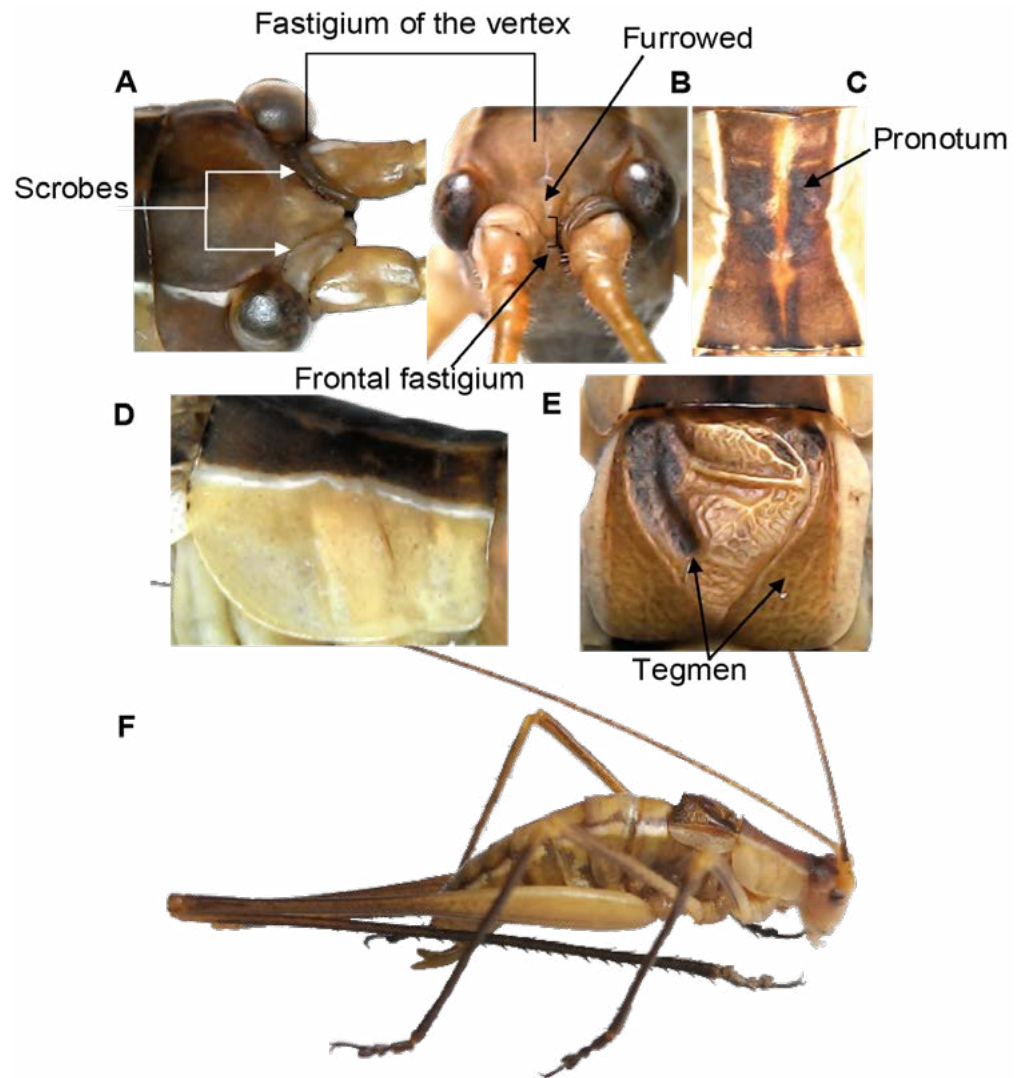 Fastigium of the vertex
Furrowed
A
B
C
Pronotum
Scrobes
Frontal fastigium
D
E
Tegmen
F